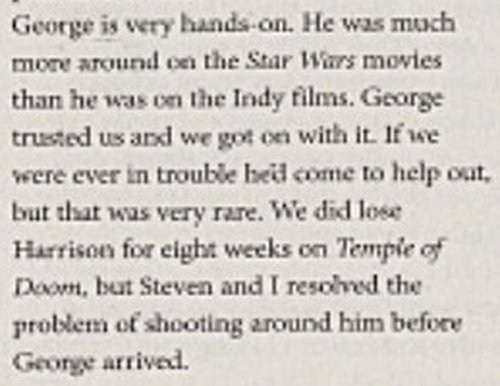 George is very hands-on. He was much
more around on the Star Wars movies
than he was on the Indy films. George
trusted us and we got on with it. If we
were ever in trouble he'd come to help out,
but that was very rare. We did lose
Harrison for eight weeks on Temple of
Doom, but Steven and I resolved the
problem of shooting around him before
George arrived.